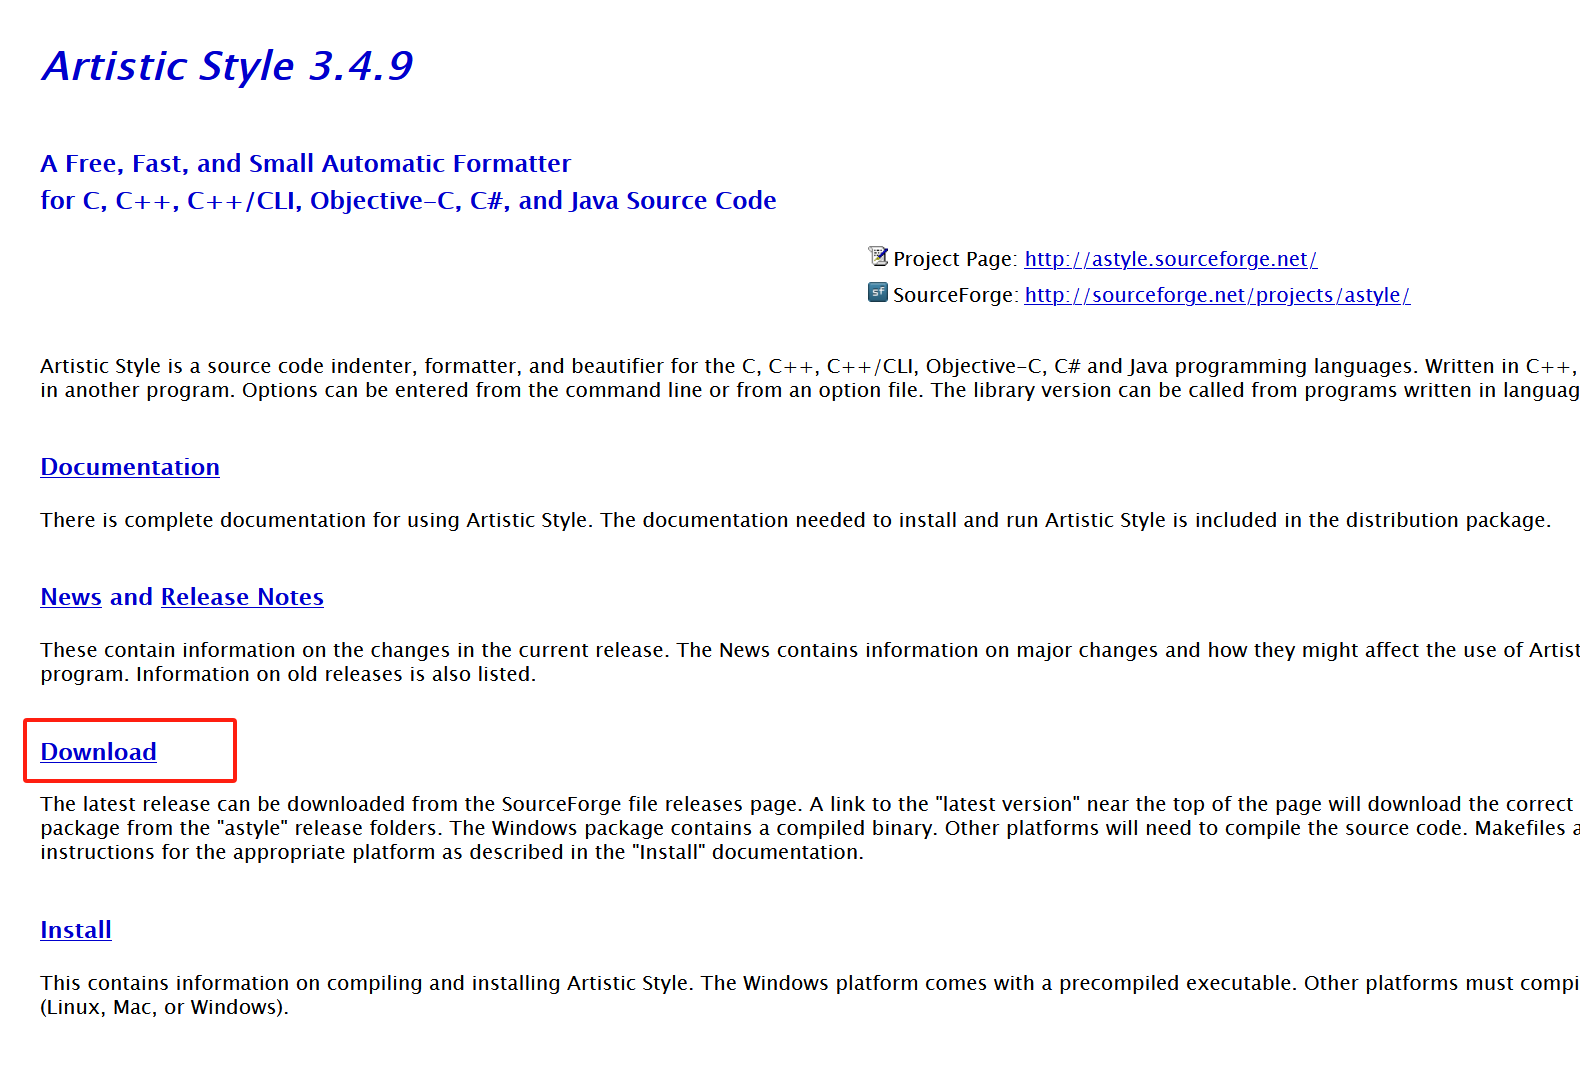 Artistic Style 3.4.9
A Free, Fast, and Small Automatic Formatter
for C, C++, C++/CLI, Objective-C, C#, and Java Source Code
Project Page: http://astyle.sourceforge.net/
sf SourceForge: http://sourceforge.net/projects/astyle/
Artistic Style is a source code indenter, formatter, and beautifier for the C, C++, C++/CLI, Objective-C, C# and Java programming languages. Written in C++,
in another program. Options can be entered from the command line or from an option file. The library version can be called from programs written in languag
Documentation
There is complete documentation for using Artistic Style. The documentation needed to install and run Artistic Style is included in the distribution package.
News and Release Notes
These contain information on the changes in the current release. The News contains information on major changes and how they might affect the use of Artist
program. Information on old releases is also listed.
Download
The latest release can be downloaded from the SourceForge file releases page. A link to the "latest version" near the top of the page will download the correct
package from the "astyle" release folders. The Windows package contains a compiled binary. Other platforms will need to compile the source code. Makefiles a
instructions for the appropriate platform as described in the "Install" documentation.
Install
This contains information on compiling and installing Artistic Style. The Windows platform comes with a precompiled executable. Other platforms must compi
(Linux, Mac, or Windows).